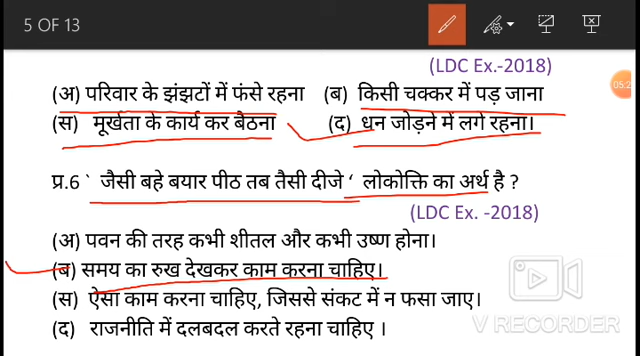 5 OF 13
(LDC Ex.-2018)
(अ) परिवार के झंझटों में फंसे रहना (ब) किसी चक्कर में पड़ जाना
(स) मूर्खता के कार्य कर बैठना (द) धन जोड़ने में लगे रहना।
प्र.6` जैसी बहे बयार पीठ तब तैसी दीजे ‘ लोकोक्ति का अर्थ है ?
(LDC Ex. -2018)
(अ) पवन की तरह कभी शीतल और कभी उष्ण होना।
(ब) समय का रुख देखकर काम करना चाहिए।
(स) ऐसा काम करना चाहिए, जिससे संकट में न फसा जाए।
(द) राजनीति में दलबदल करते रहना चाहिए ।
V RECORDER